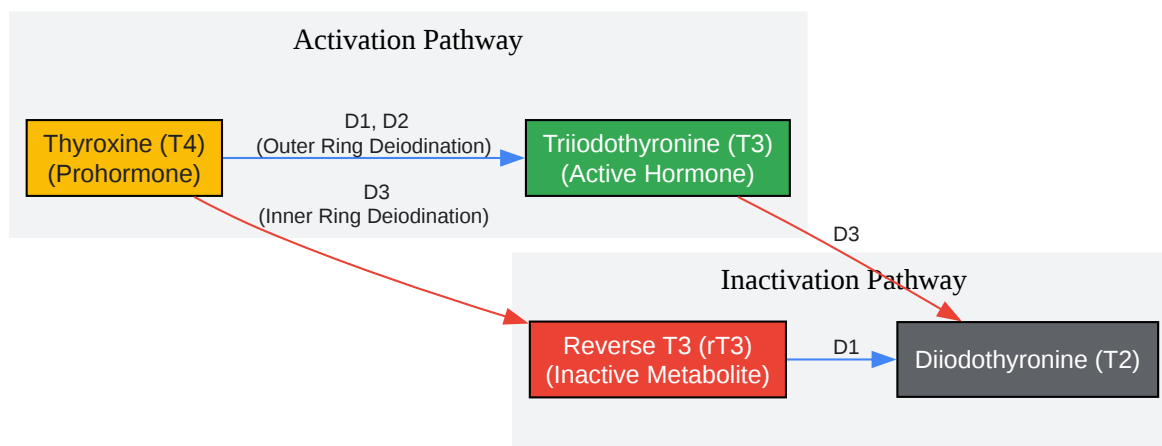 Activation Pathway
Thyroxine (T4)
(Prohormone)
D1, D2
(Outer Ring Deiodination)
Triiodothyronine (T3)
(Active Hormone)
D3
(Inner Ring Deiodination)
D3
Inactivation Pathway
Reverse T3 (rT3)
(Inactive Metabolite)
D1
Diiodothyronine (T2)